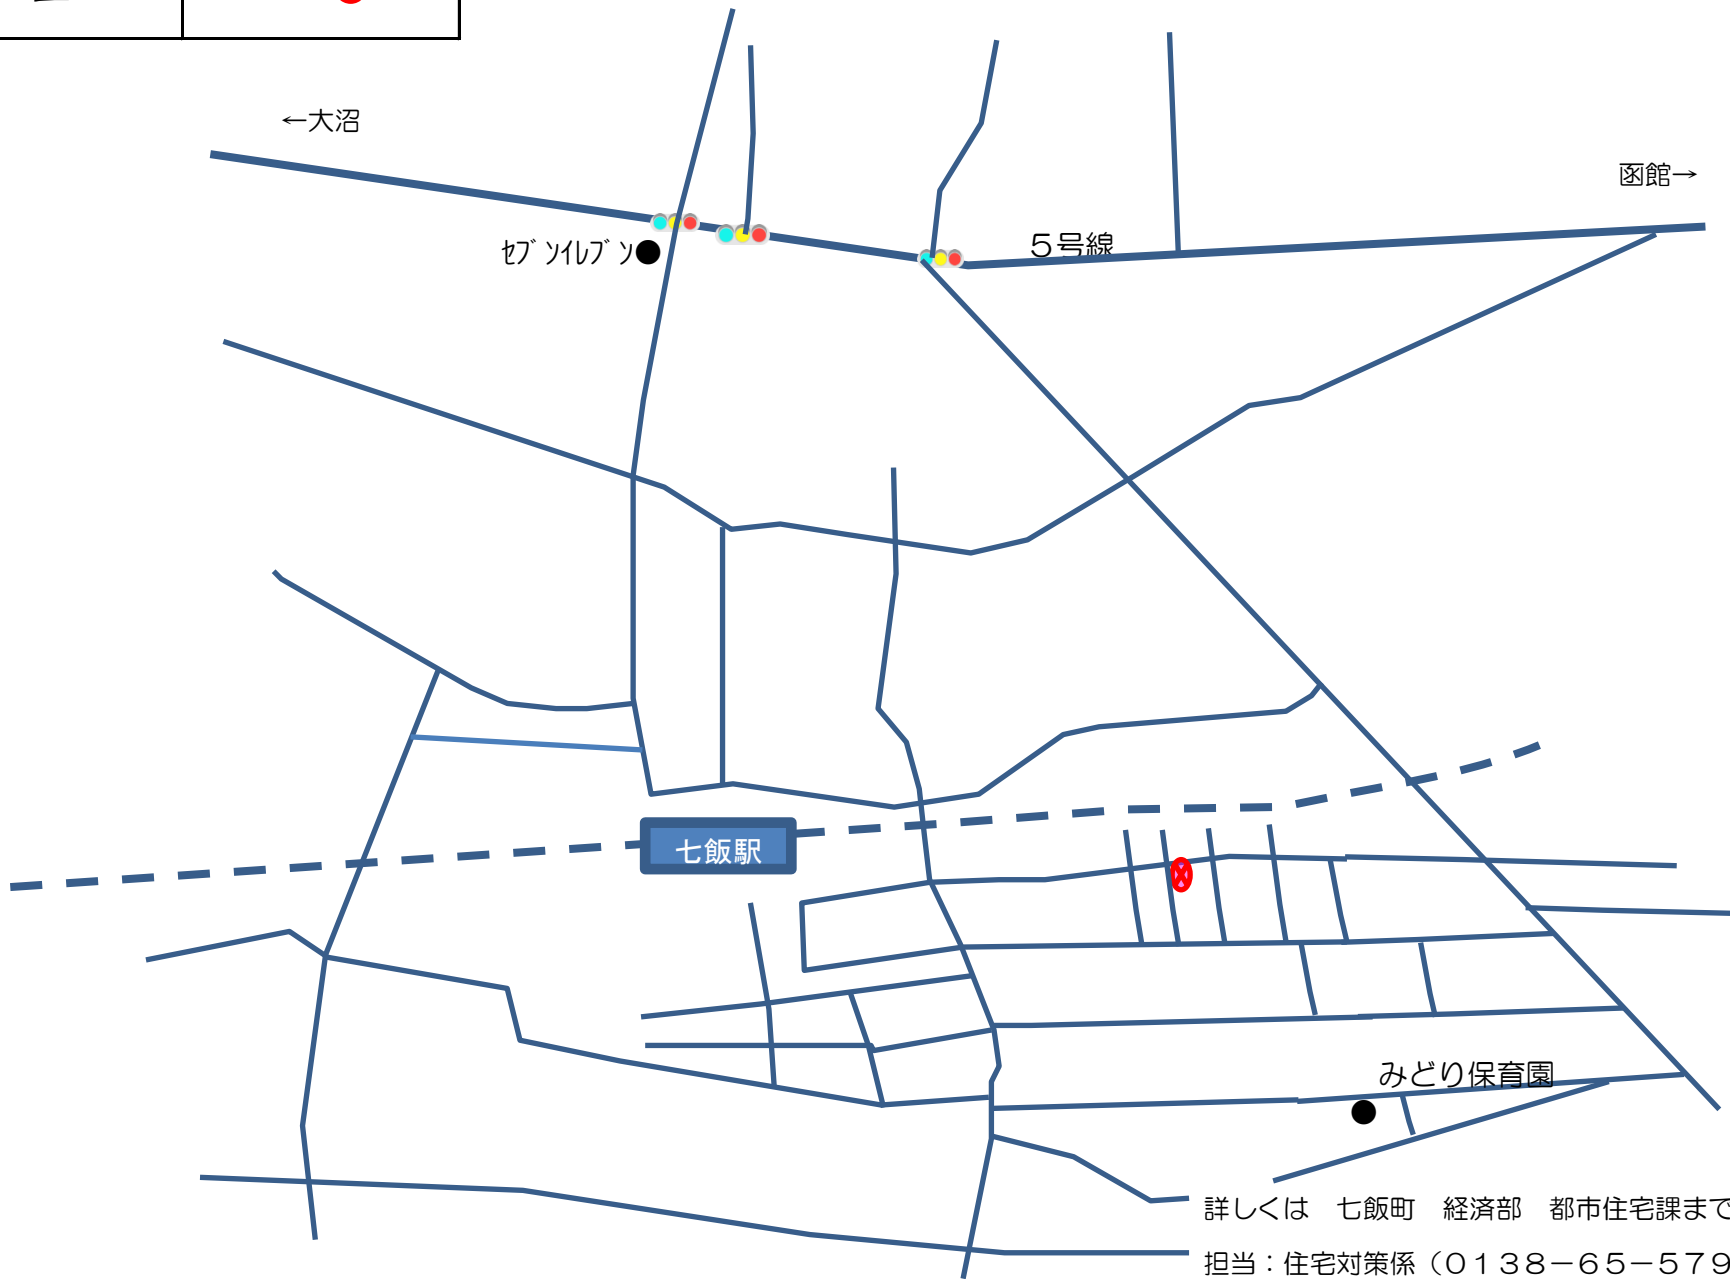 ←大沼
函館→
５号線
ｾﾌﾞﾝｲﾚﾌﾞﾝ
七飯駅
みどり保育園
詳しくは　七飯町　経済部　都市住宅課まで
担当：住宅対策係（０１３８－６５－５７９